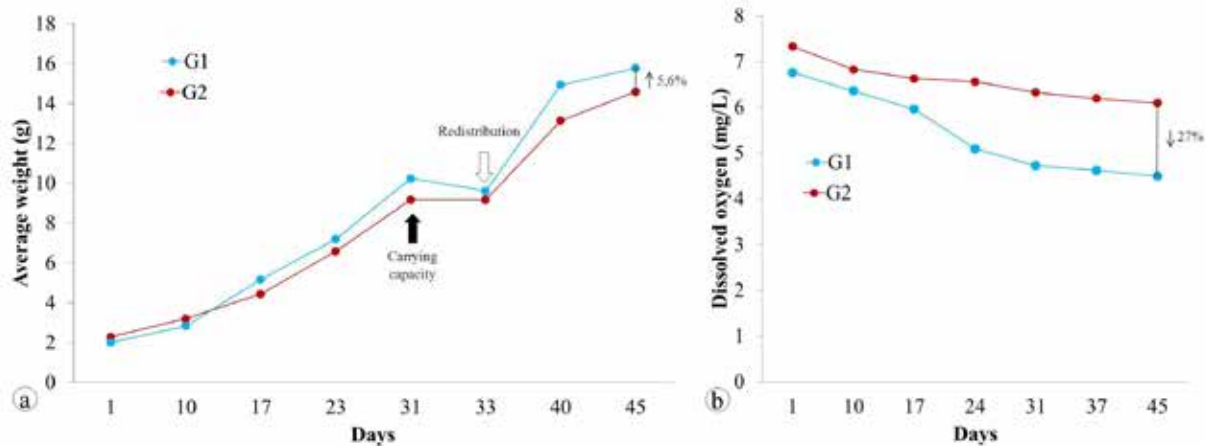 18
16
14
12
10
8
6
4
2
0
Average weight (g)
G1
G2
Redistribution
Carrying
capacity
↑ 5,6%
1 10 17 23 31 33 40 45
Days
a
8
7
6
5
4
3
2
1
0
Dissolved oxygen (mg/L)
G1
G2
↓ 27%
1 10 17 24 31 37 45
Days
b